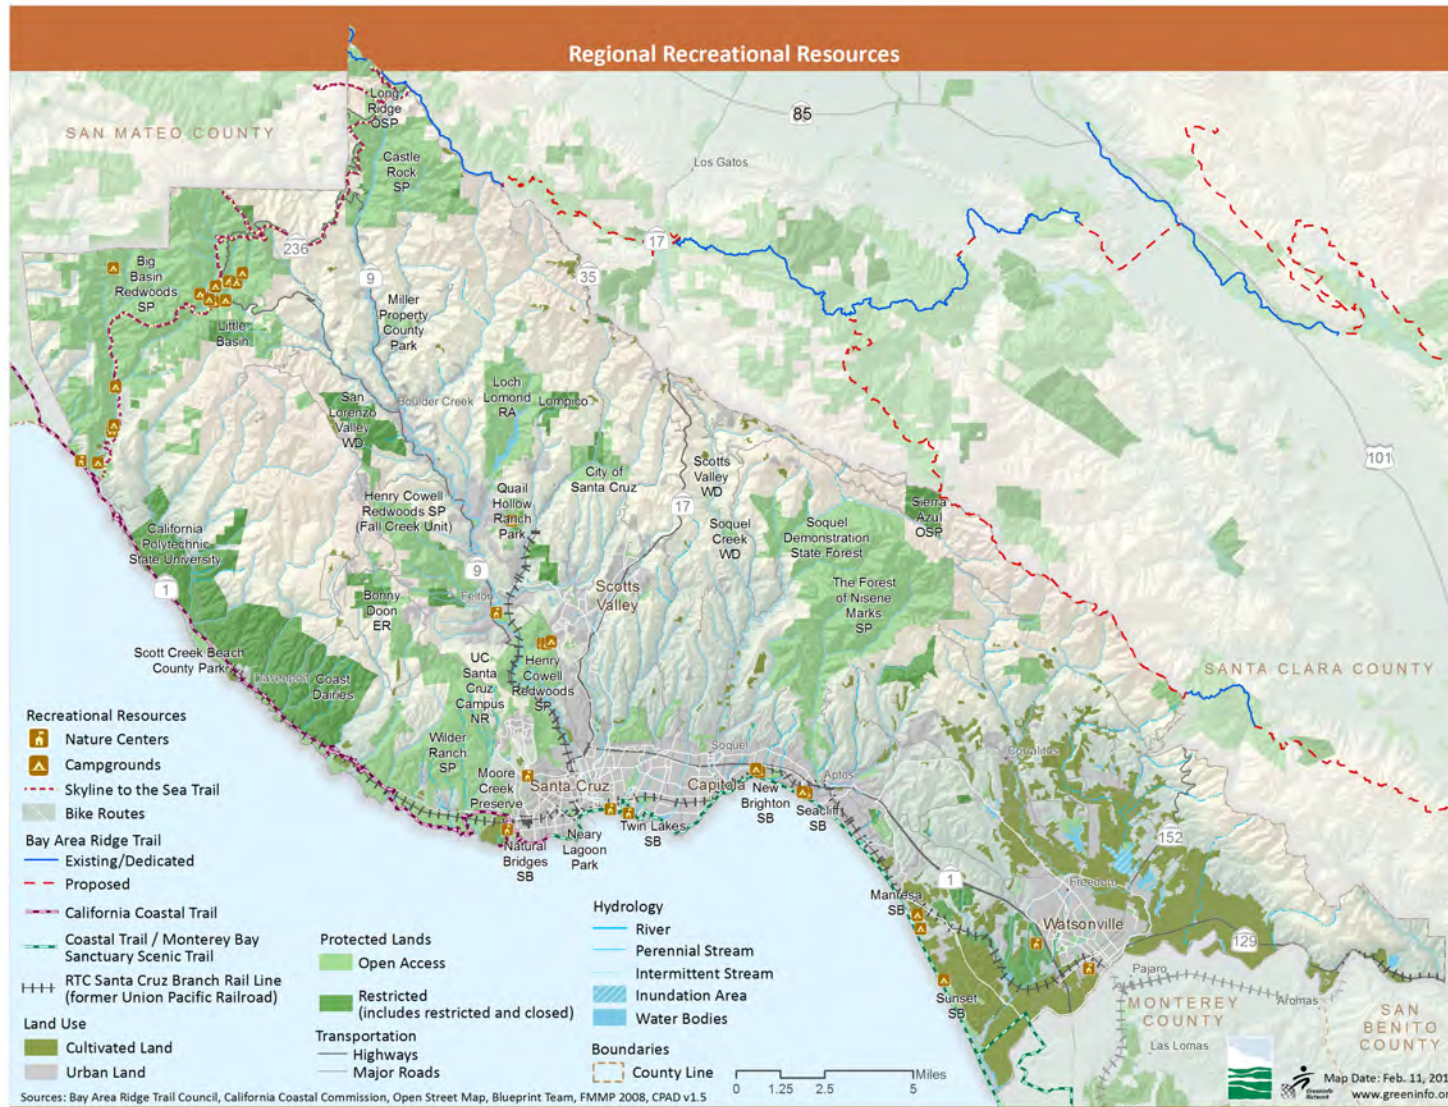 Regional Recreational Resources
SAN MATEO COUNTY
Long
Ridge
OSP
85
Los Gatos
Castle
Rock
SP
17
236
9
35
Big
Basin
Redwoods
SP
Miller
Property
County
Park
Little
Basin
San
Lorenzo
Valley
WD
Boulder Creek
Loch
Lomond
RA
Lompico
101
Scotts
Valley
WD
City of
Santa Cruz
Henry Cowell
Redwoods SP
(Fall Creek Unit)
Quail
Hollow
Ranch
Park
17
Sierra
Azul
OSP
California
Polytechnic
State University
Soquel
Creek
WD
Soquel
Demonstration
State Forest
1
9
Bonny
Doon
ER
Felton
Scotts
Valley
The Forest
of Nisene
Marks
SP
Scott Creek Beach
County Park
Davenport
Coast
Dairies
UC
Santa
Cruz
Campus
NR
Henry
Cowell
Redwoods
SP
SANTA CLARA COUNTY
Wilder
Ranch
SP
Moore
Creek
Preserve
Santa Cruz
Soquel
Capitola
Aptos
Corralitos
New
Brighton
SB
Seacliff
SB
Natural
Bridges
SB
Neary
Lagoon
Park
Twin Lakes
SB
152
1
Freedom
Manresa
SB
Watsonville
129
Sunset
SB
Pajaro
Aromas
MONTEREY
COUNTY
Las Lomas
SAN
BENITO
COUNTY
Recreational Resources
Nature Centers
Campgrounds
Skyline to the Sea Trail
Bike Routes
Bay Area Ridge Trail
Existing/Dedicated
Proposed
California Coastal Trail
Coastal Trail / Monterey Bay
Sanctuary Scenic Trail
RTC Santa Cruz Branch Rail Line
(former Union Pacific Railroad)
Land Use
Cultivated Land
Urban Land
Protected Lands
Open Access
Restricted
(includes restricted and closed)
Transportation
Highways
Major Roads
Hydrology
River
Perennial Stream
Intermittent Stream
Inundation Area
Water Bodies
Boundaries
County Line
0 1.25 2.5 5 Miles
GreenInfo
Network
Map Date: Feb. 11, 201
www.greeninfo.or
Sources: Bay Area Ridge Trail Council, California Coastal Commission, Open Street Map, Blueprint Team, FMMP 2008, CPAD v1.5